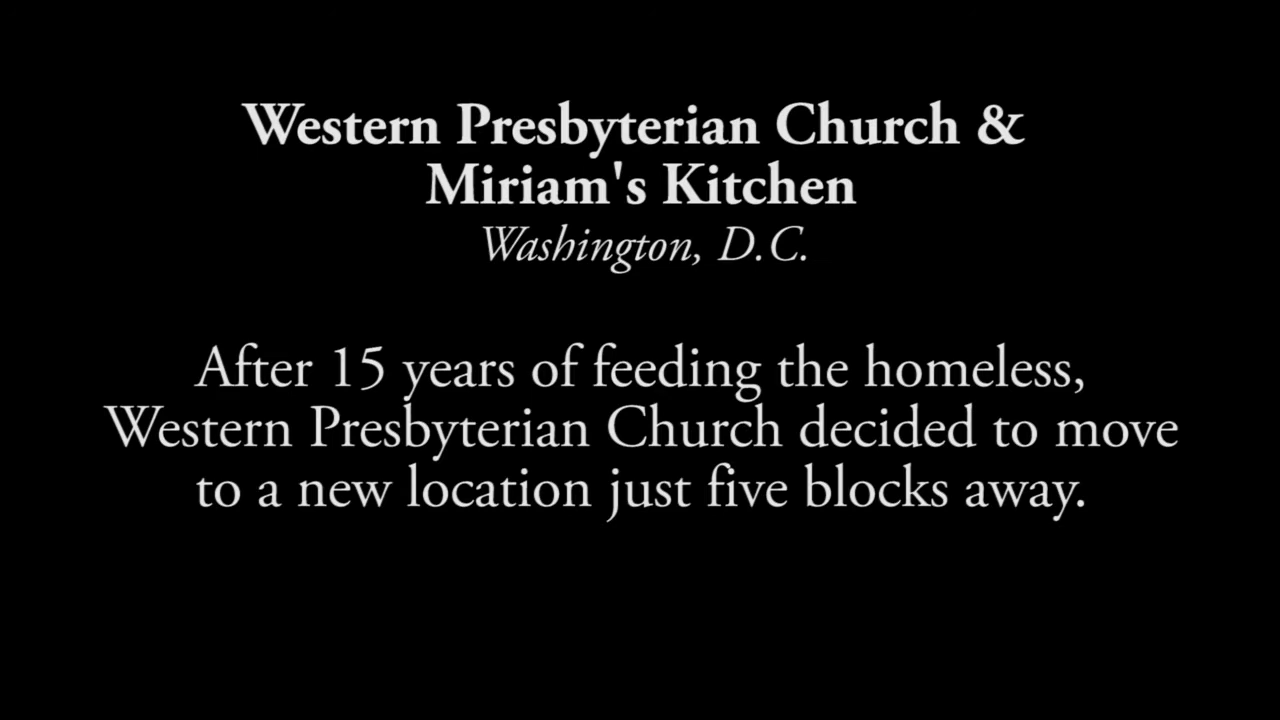 Western Presbyterian Church &
Miriam's Kitchen
Washington, D.C.
After 15 years of feeding the homeless,
Western Presbyterian Church decided to move
to a new location just five blocks away.